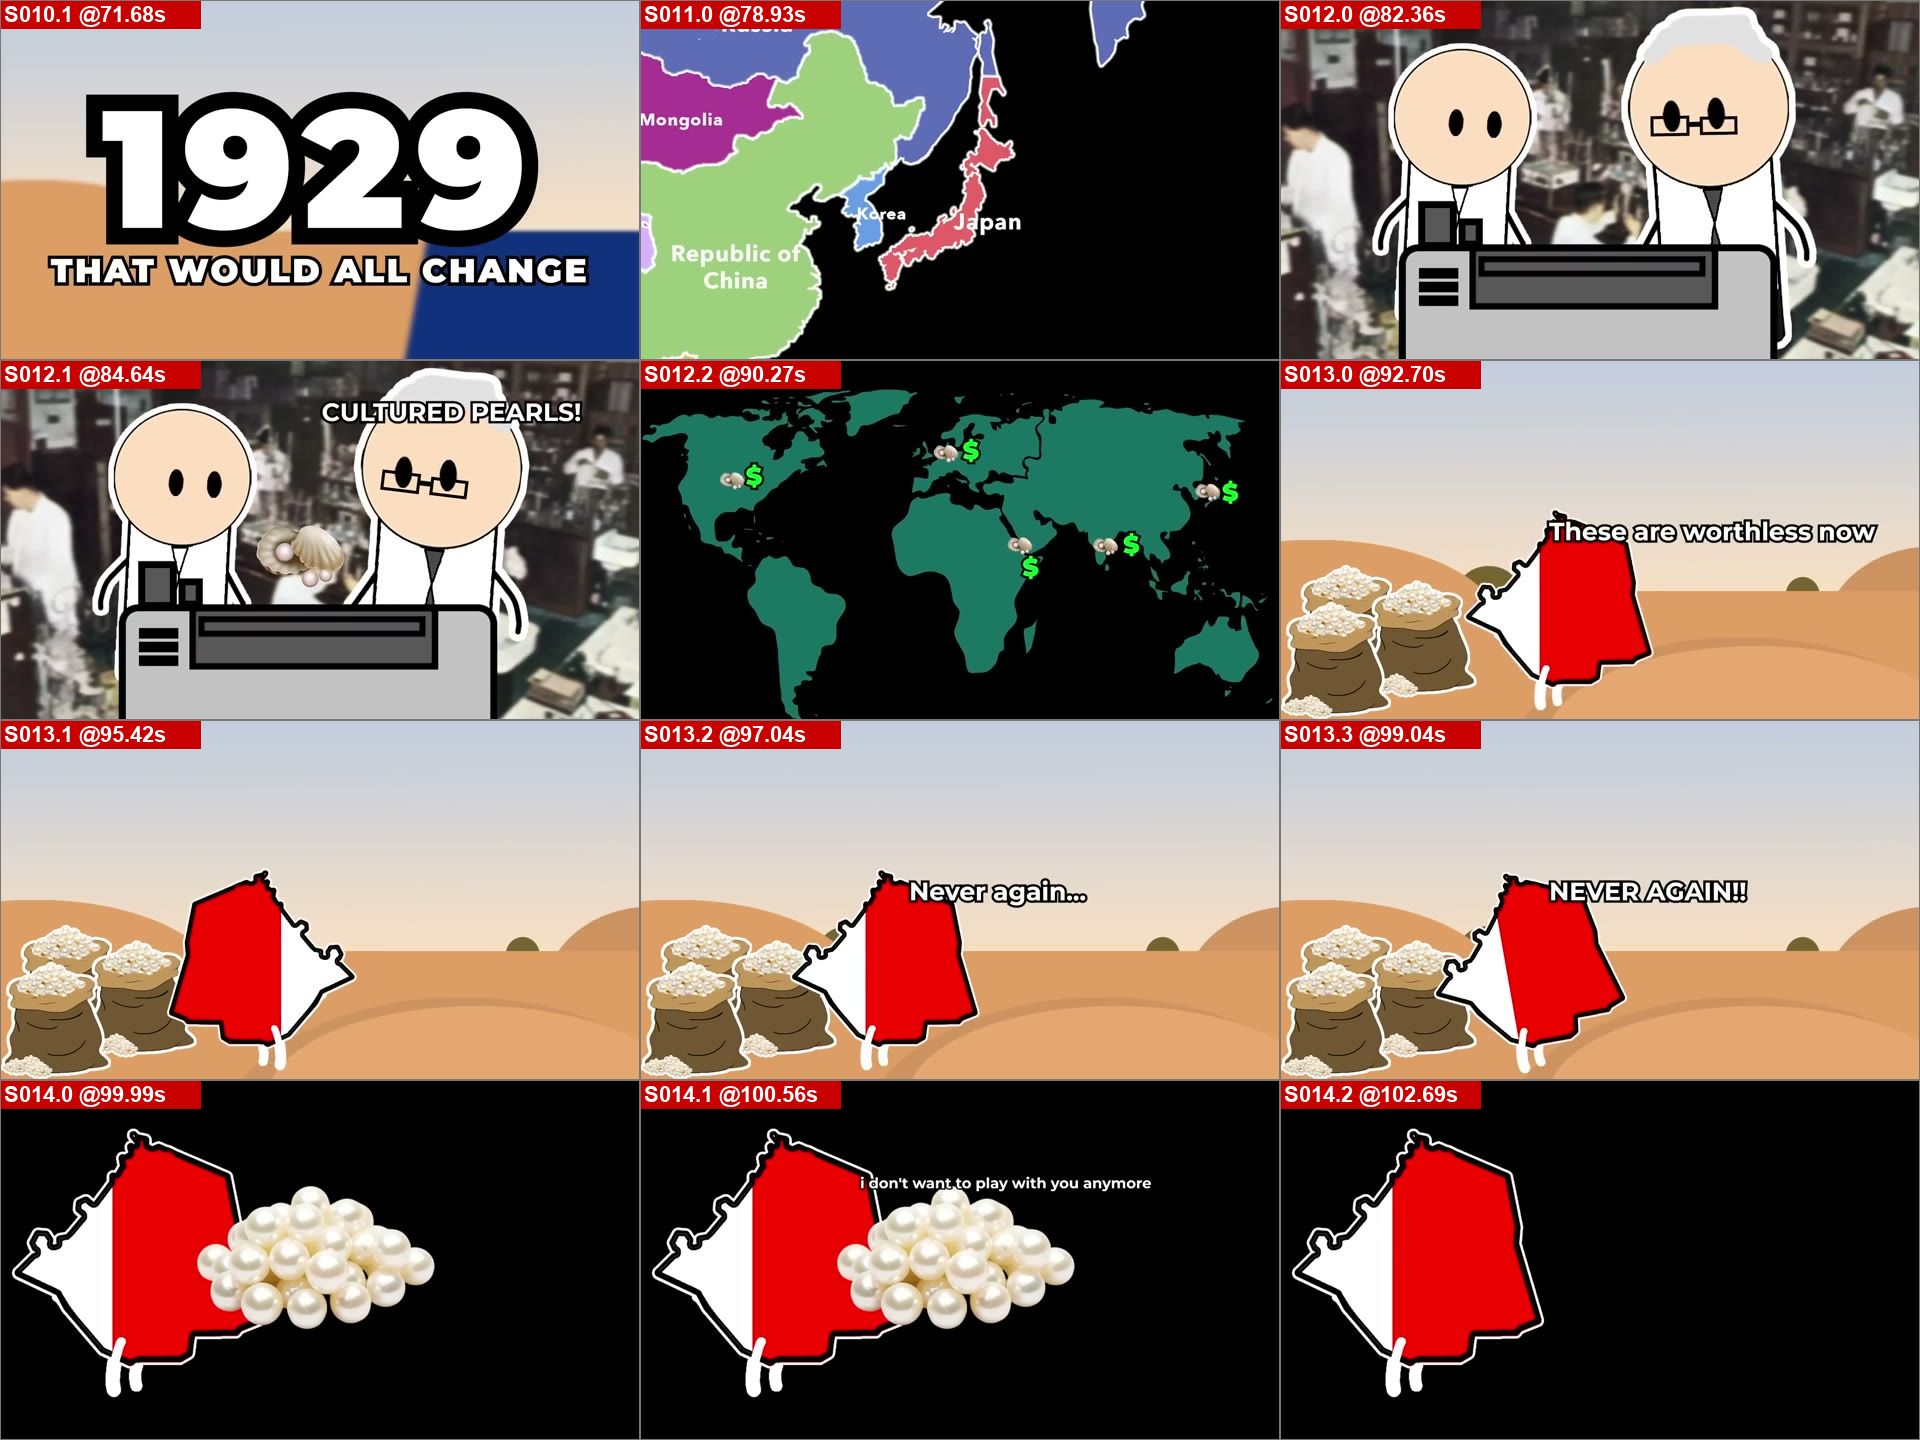 S010.1 @71.68s
1929
THAT WOULD ALL CHANGE
S011.0 @78.93s
Russia
Mongolia
Korea
Japan
Republic of
China
S012.0 @82.36s
S012.1 @84.64s
CULTURED PEARLS!
S012.2 @90.27s
$
$
$
$
$
S013.0 @92.70s
These are worthless now
S013.1 @95.42s
S013.2 @97.04s
Never again...
S013.3 @99.04s
NEVER AGAIN!!
S014.0 @99.99s
S014.1 @100.56s
i don't want to play with you anymore
S014.2 @102.69s